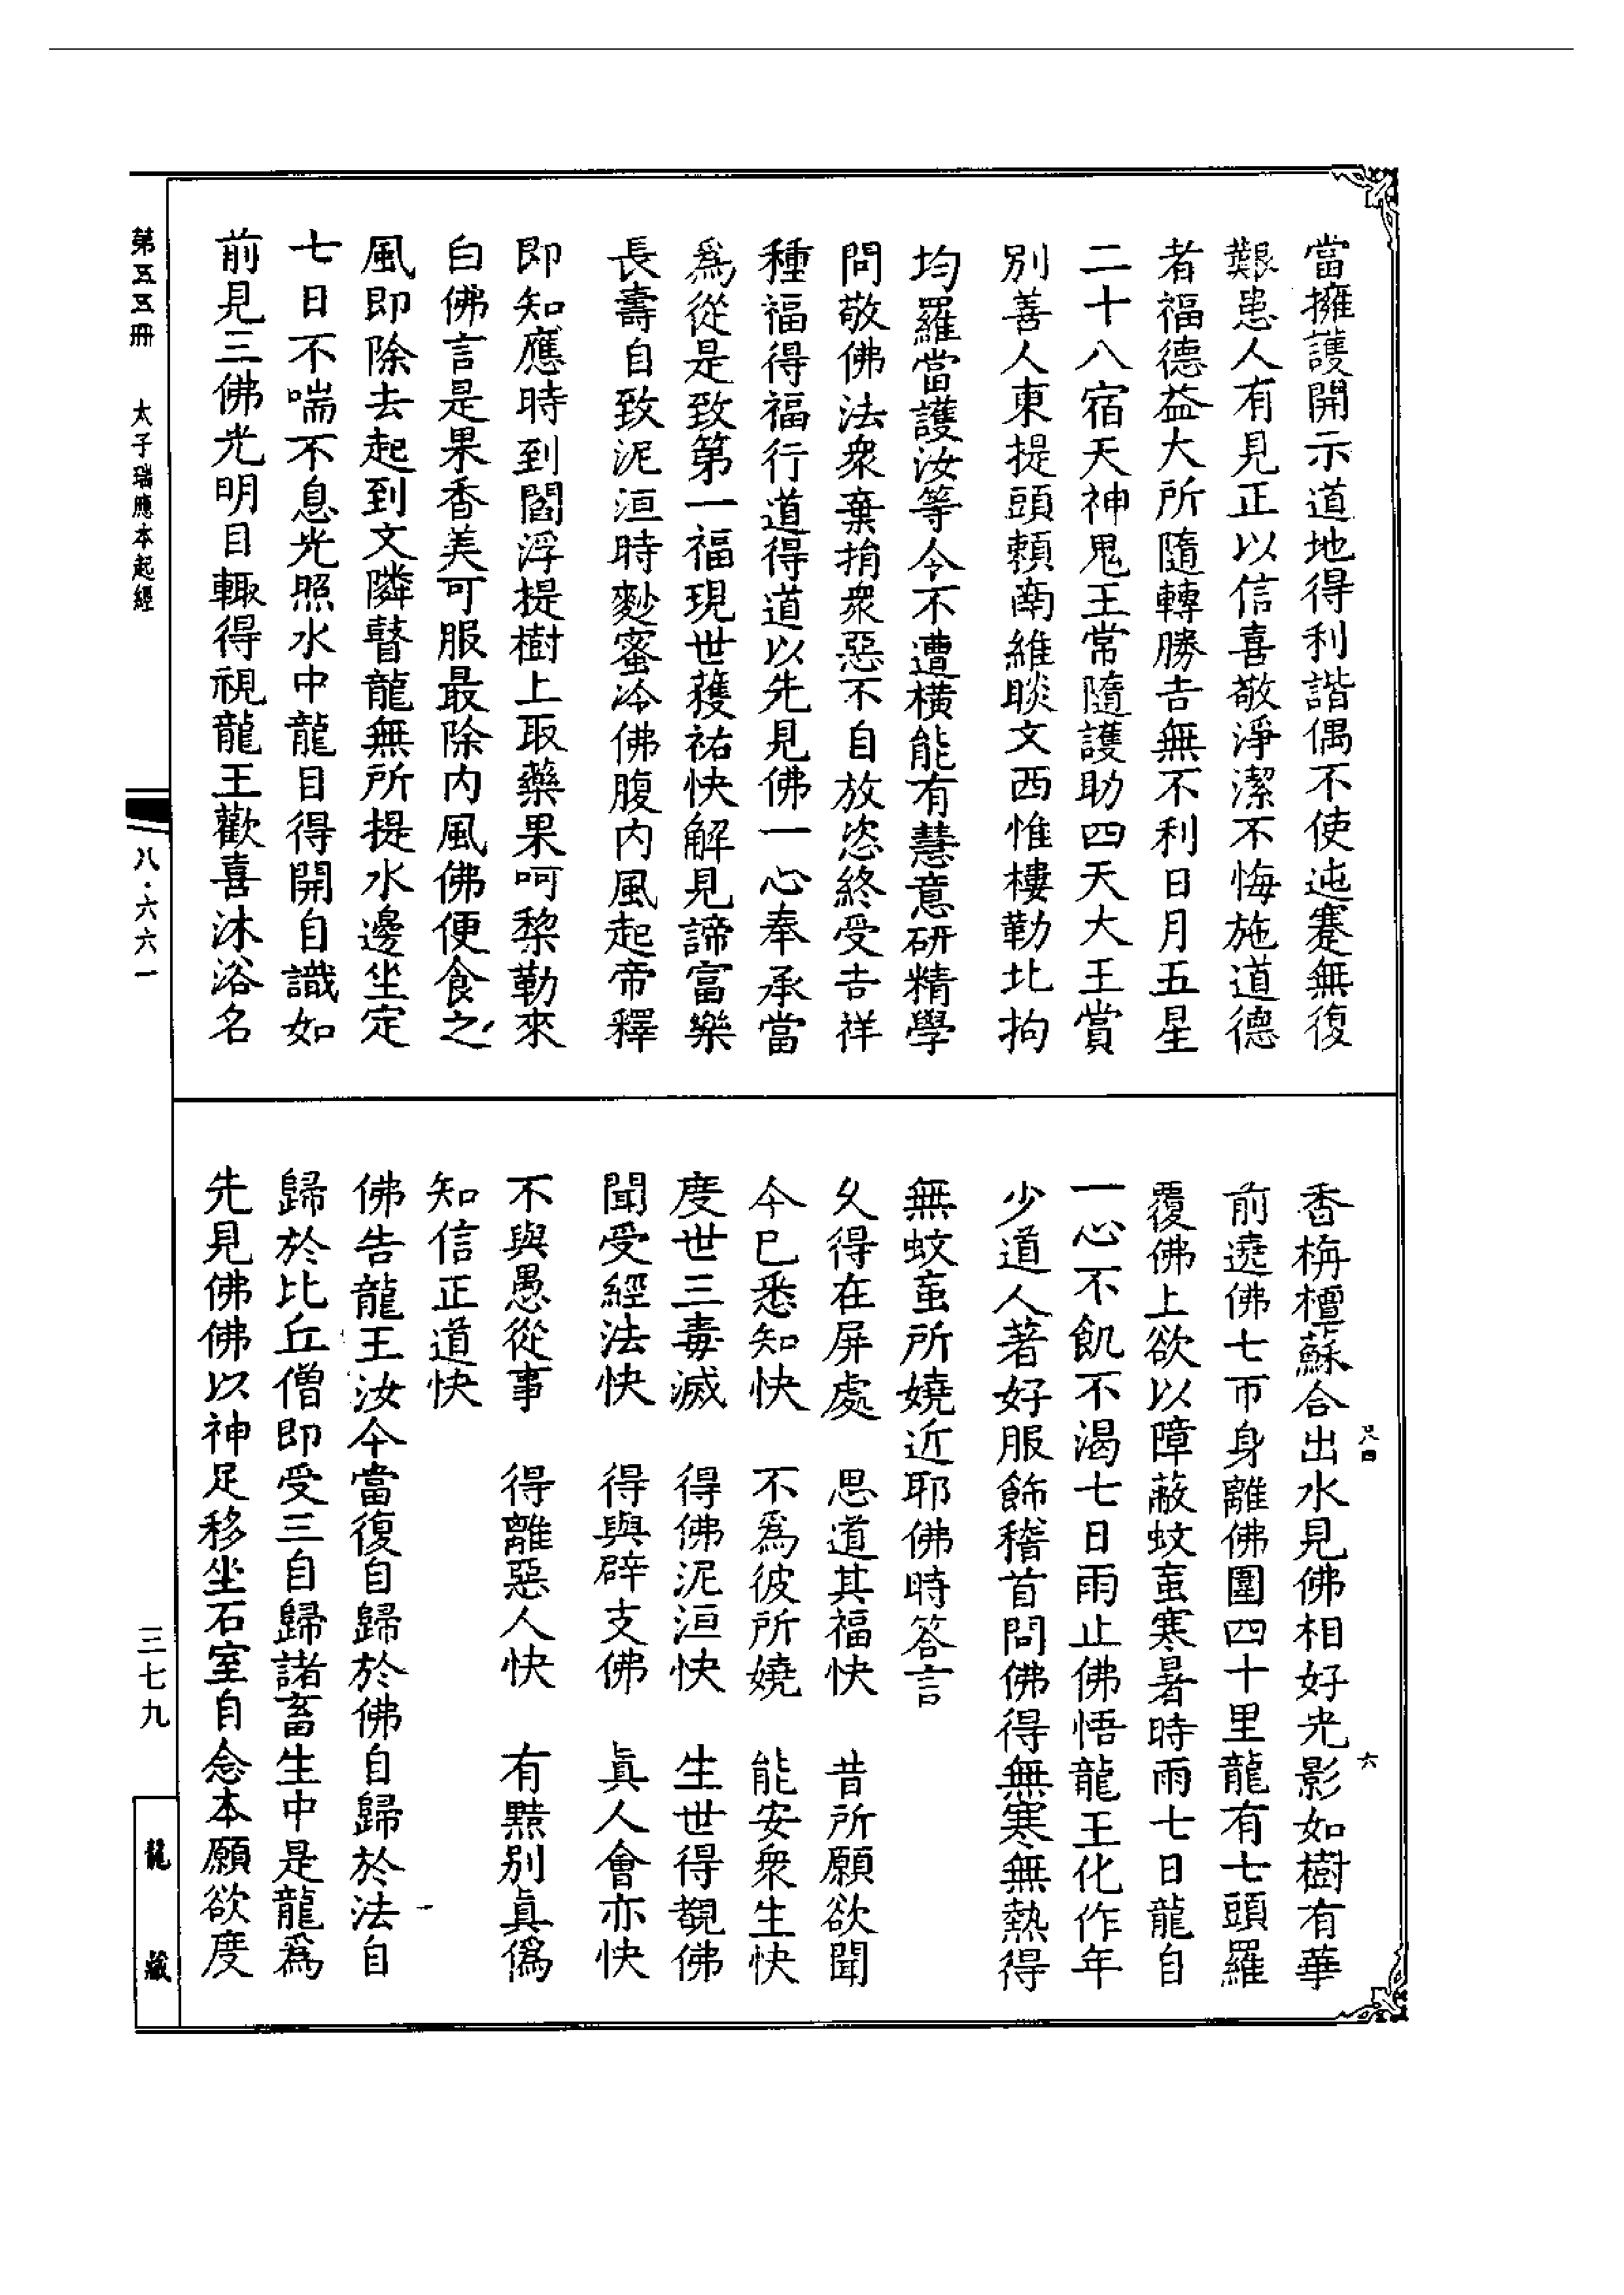 當擁護開示道地得利諧偶不使迍蹇無復
艱患人有見正以信喜敬淨潔不悔施道德
者福德益大所隨轉勝吉無不利日月五星
二十八宿天神鬼王常隨護助四天大王賞
別善人東提頭頼南維睒文西惟樓勒北拘
均羅當護汝等令不遭橫能有慧意研精學
問敬佛法衆棄捐衆惡不自放恣終受吉祥
種福得福行道得道以先見佛一心奉承當
爲從是致第一福現世獲祐快解見諦富樂
長壽自致泥洹時麨蜜冷佛腹内風起帝釋
即知應時到閻浮提樹上取藥果呵棃勒來
白佛言是果香美可服最除内風佛便食之
風即除去起到文隣瞽龍無所提水邊坐定
七日不喘不息光照水中龍目得開自識如
前見三佛光明目輙得視龍王歡喜沐浴名
香栴檀蘇合出水見佛相好光影如樹有華
前遶佛七帀身離佛圍四十里龍有七頭羅
覆佛上欲以障蔽蚊䖟寒暑時雨七日龍自
一心不飢不渴七日雨止佛悟龍王化作年
少道人著好服飾稽首問佛得無寒無熱得
無蚊䖟所嬈近耶佛時答言
久得在屏處　思道其福快　昔所願欲聞
今已悉知快　不爲彼所嬈　能安衆生快
度世三毒滅　得佛泥洹快　生世得覩佛
聞受經法快　得與辟支佛　眞人會亦快
不與愚從事　得離惡人快　有黠別眞僞
知信正道快
佛告龍王汝今當復自歸於佛自歸於法自
歸於比丘僧即受三自歸諸畜生中是龍爲
先見佛佛以神足移坐石室自念本願欲度
尺四　六
第五五冊　太子瑞應本起經
八·六六一
三七九
龍藏